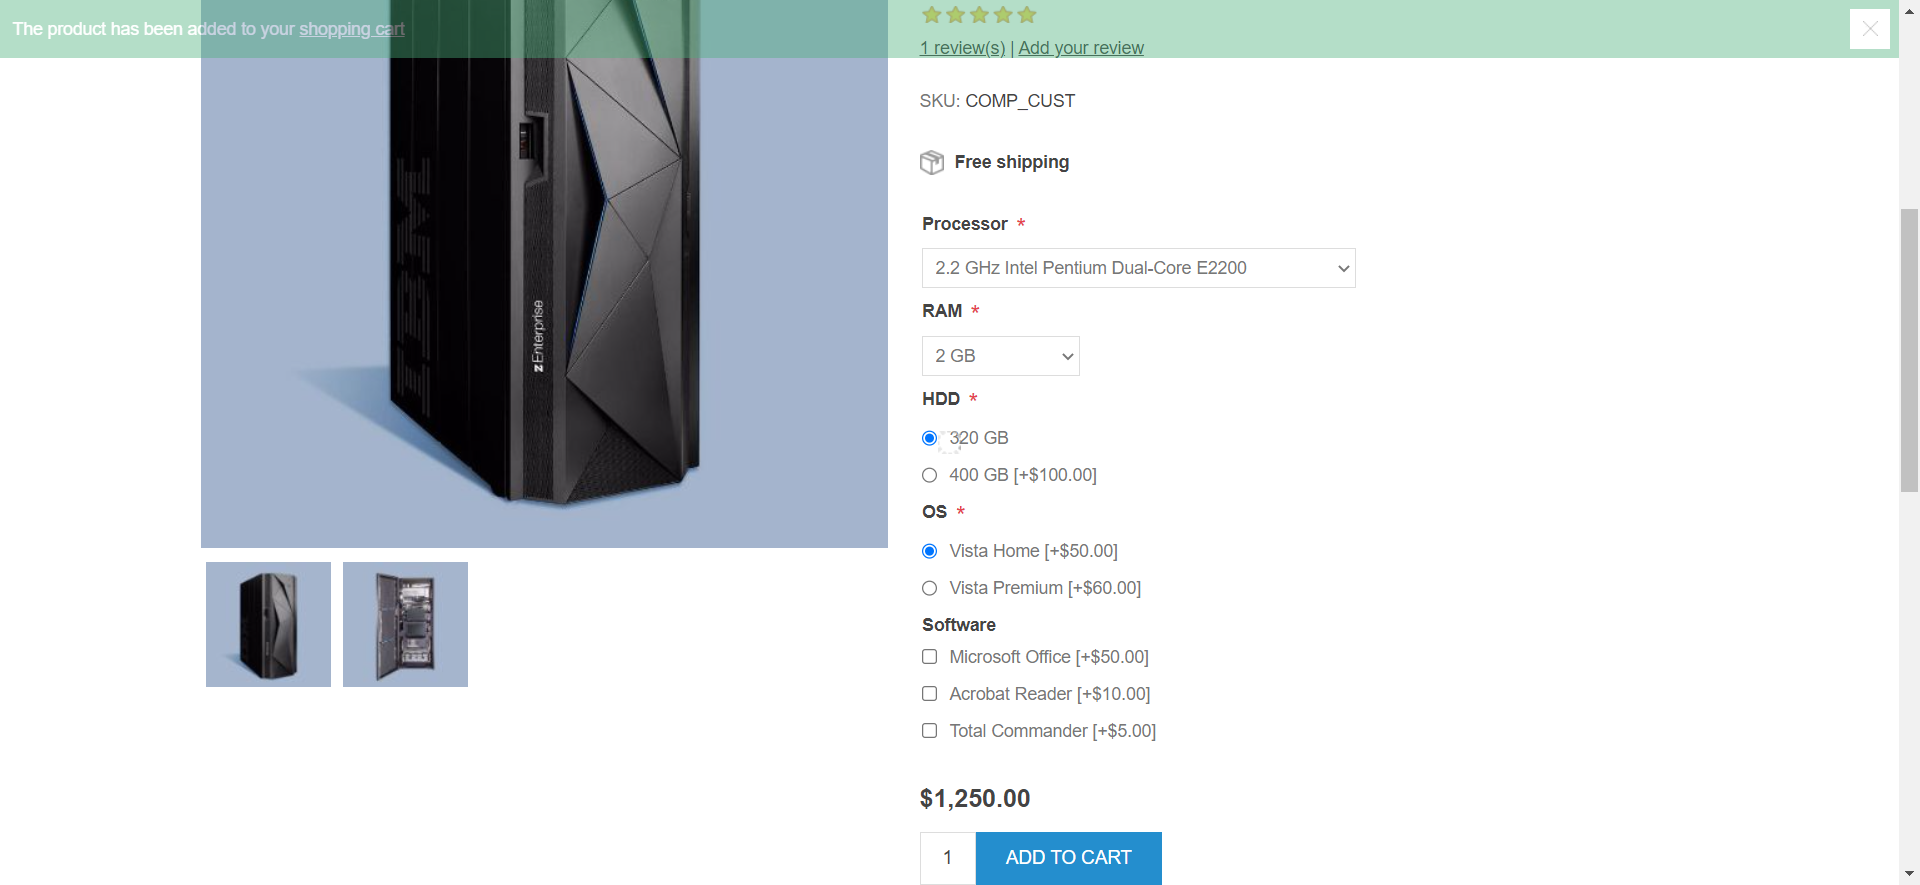 The product has been added to your shopping cart
1 review(s) | Add your review
SKU: COMP_CUST
Free shipping
Processor *
2.2 GHz Intel Pentium Dual-Core E2200
RAM *
2 GB
HDD *
320 GB
400 GB [+$100.00]
OS *
Vista Home [+$50.00]
Vista Premium [+$60.00]
Software
Microsoft Office [+$50.00]
Acrobat Reader [+$10.00]
Total Commander [+$5.00]
$1,250.00
1 ADD TO CART
IBM
zEnterprise